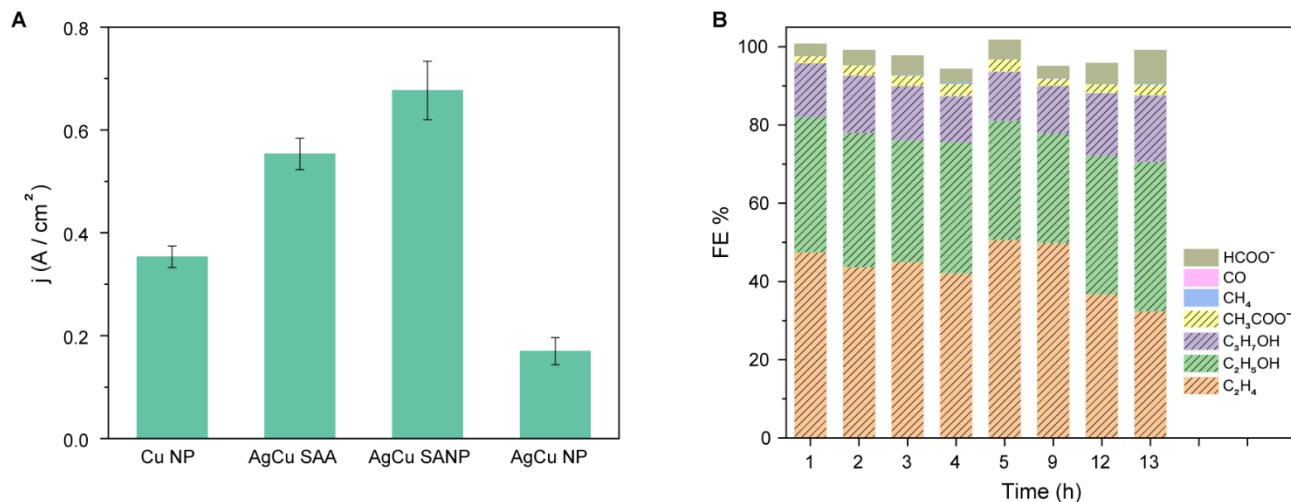 A
j (A / cm²)
0.8
0.6
0.4
0.2
0.0
Cu NP AgCu SAA AgCu SANP AgCu NP
B
FE %
100
80
60
40
20
0
1 2 3 4 5 9 12 13
Time (h)
HCOO⁻
CO
CH₄
CH₃COO⁻
C₃H₇OH
C₂H₅OH
C₂H₄